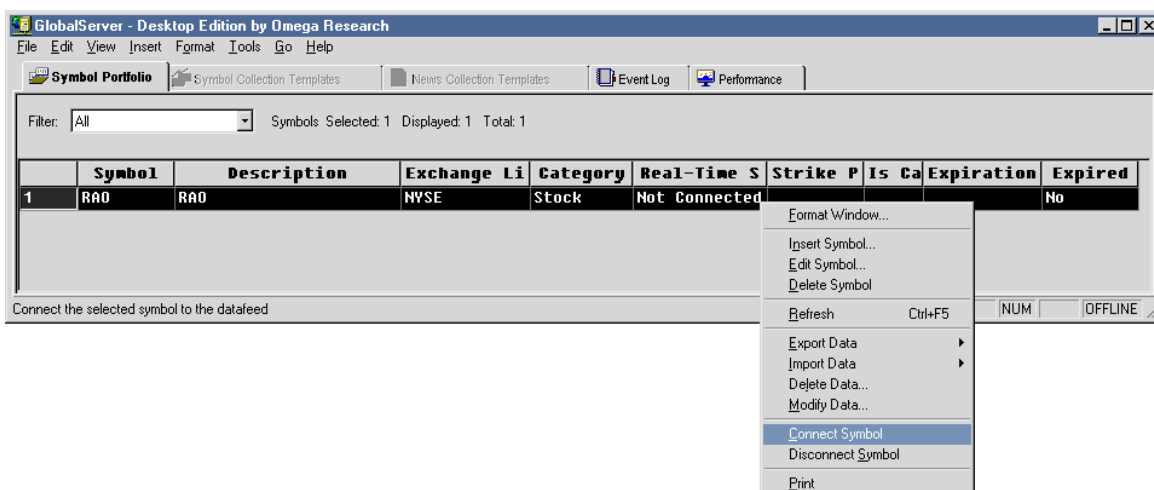 GlobalServer - Desktop Edition by Omega Research
File Edit View Insert Format Tools Go Help
Symbol Portfolio Symbol Collection Templates News Collection Templates Event Log Performance
Filter: All Symbols Selected: 1 Displayed: 1 Total: 1
Symbol Description Exchange Li Category Real-Time S Strike P Is Ca Expiration Expired
1 RAO RAO NYSE Stock Not Connected No
Format Window...
Insert Symbol...
Edit Symbol...
Delete Symbol
Connect the selected symbol to the datafeed NUM OFFLINE
Refresh Ctrl+F5
Export Data
Import Data
Delete Data...
Modify Data...
Connect Symbol
Disconnect Symbol
Print